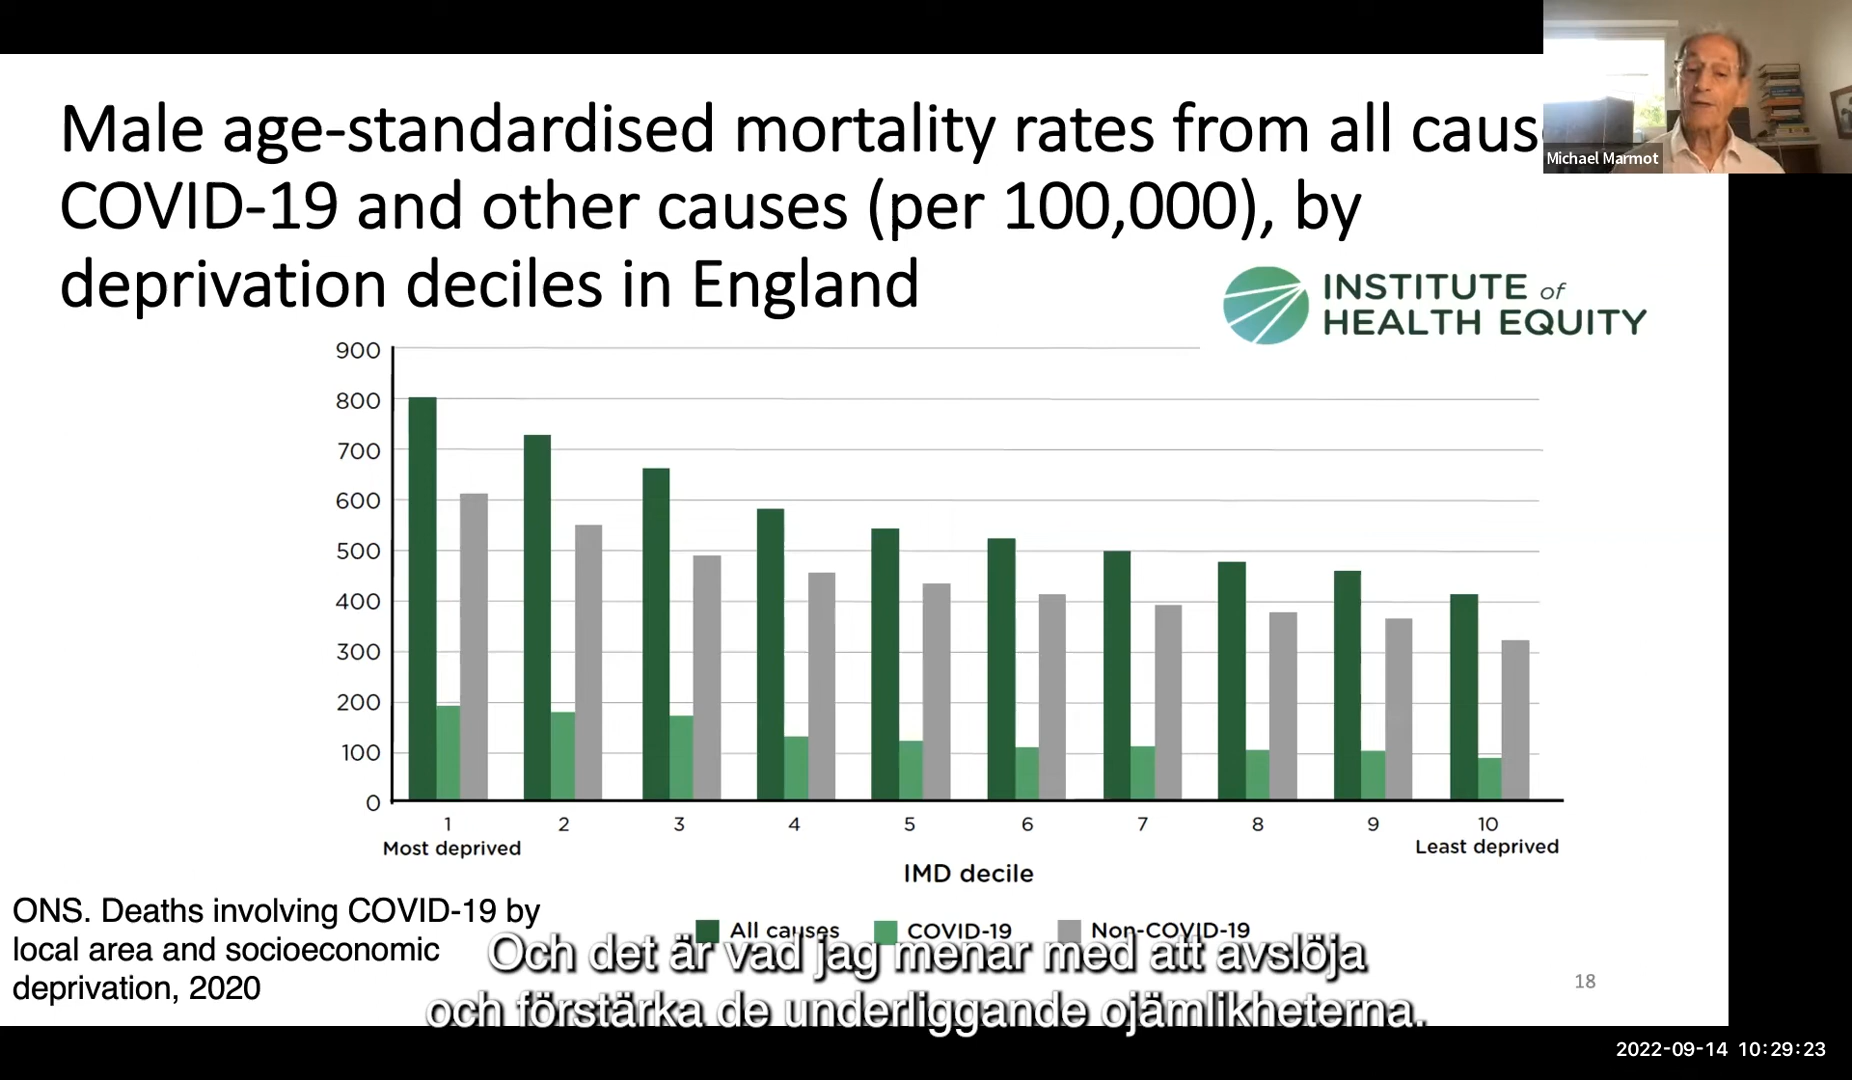 Male age-standardised mortality rates from all caus
COVID-19 and other causes (per 100,000), by
deprivation deciles in England
Michael Marmot
INSTITUTE of
HEALTH EQUITY
900
800
700
600
500
400
300
200
100
0
1 2 3 4 5 6 7 8 9 10
Most deprived Least deprived
IMD decile
All causes COVID-19 Non-COVID-19
ONS. Deaths involving COVID-19 by
local area and socioeconomic
deprivation, 2020
Och det är vad jag menar med att avslöja
och förstärka de underliggande ojämlikheterna.
18
2022-09-14 10:29:23